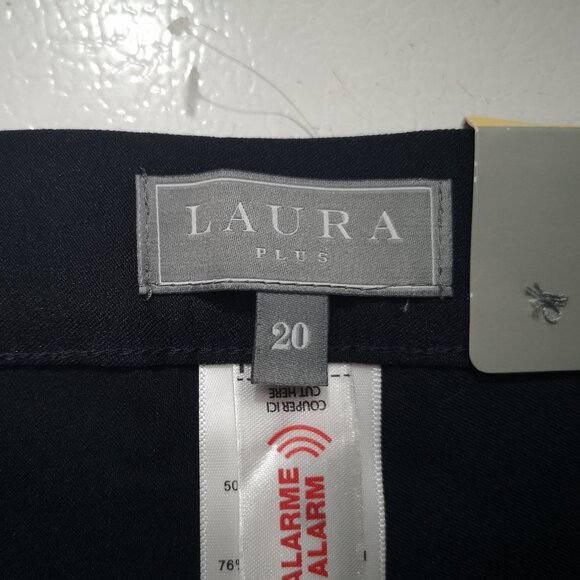 LAURA
PLUS
20
COUPER ICI
CUT HERE
ALARME
ALARM
50
76%